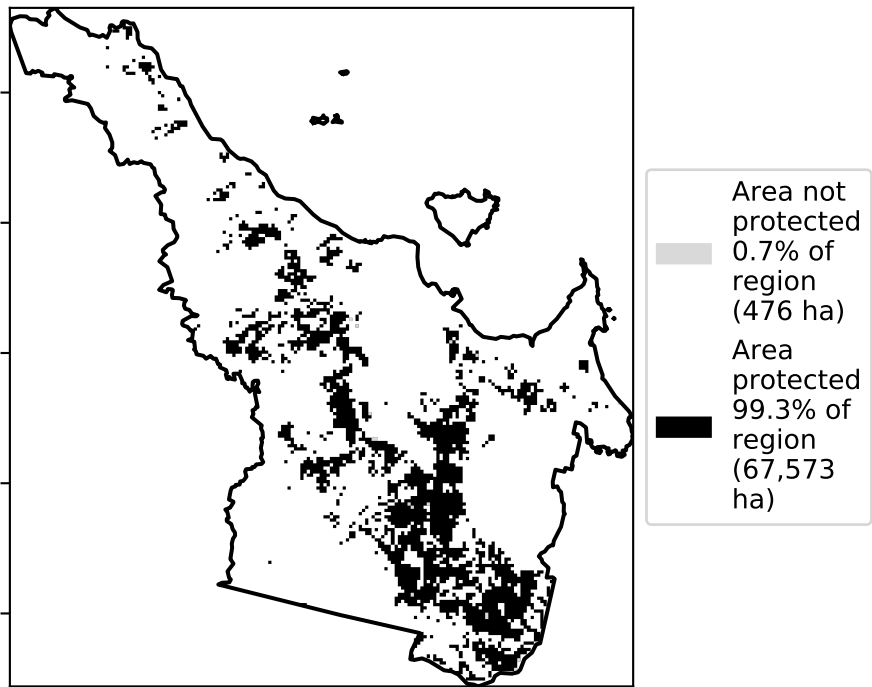 Area not
protected
0.7% of
region
(476 ha)
Area
protected
99.3% of
region
(67,573
ha)